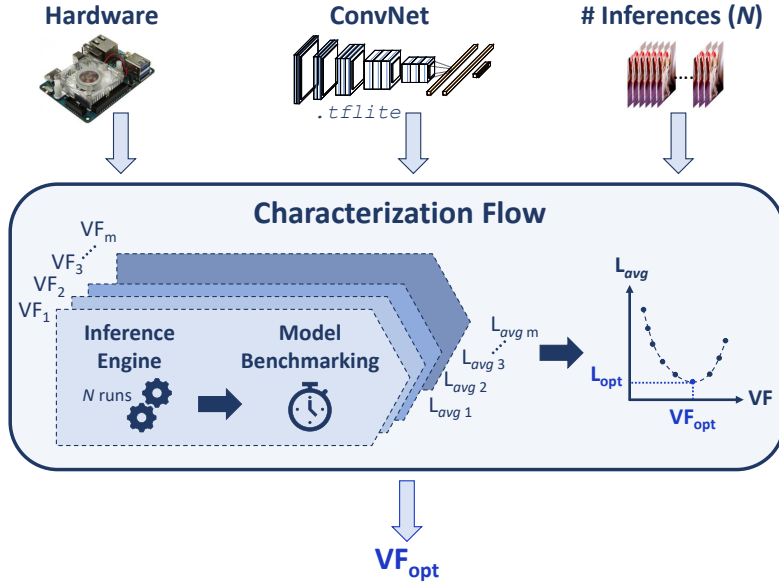 Hardware
ConvNet
# Inferences (N)
.tflite
Characterization Flow
VF1
VF2
VF3
VFm
Inference
Engine
N runs
Model
Benchmarking
Lavg 1
Lavg 2
Lavg 3
Lavg m
Lavg
Lopt
VF
VFopt
VFopt